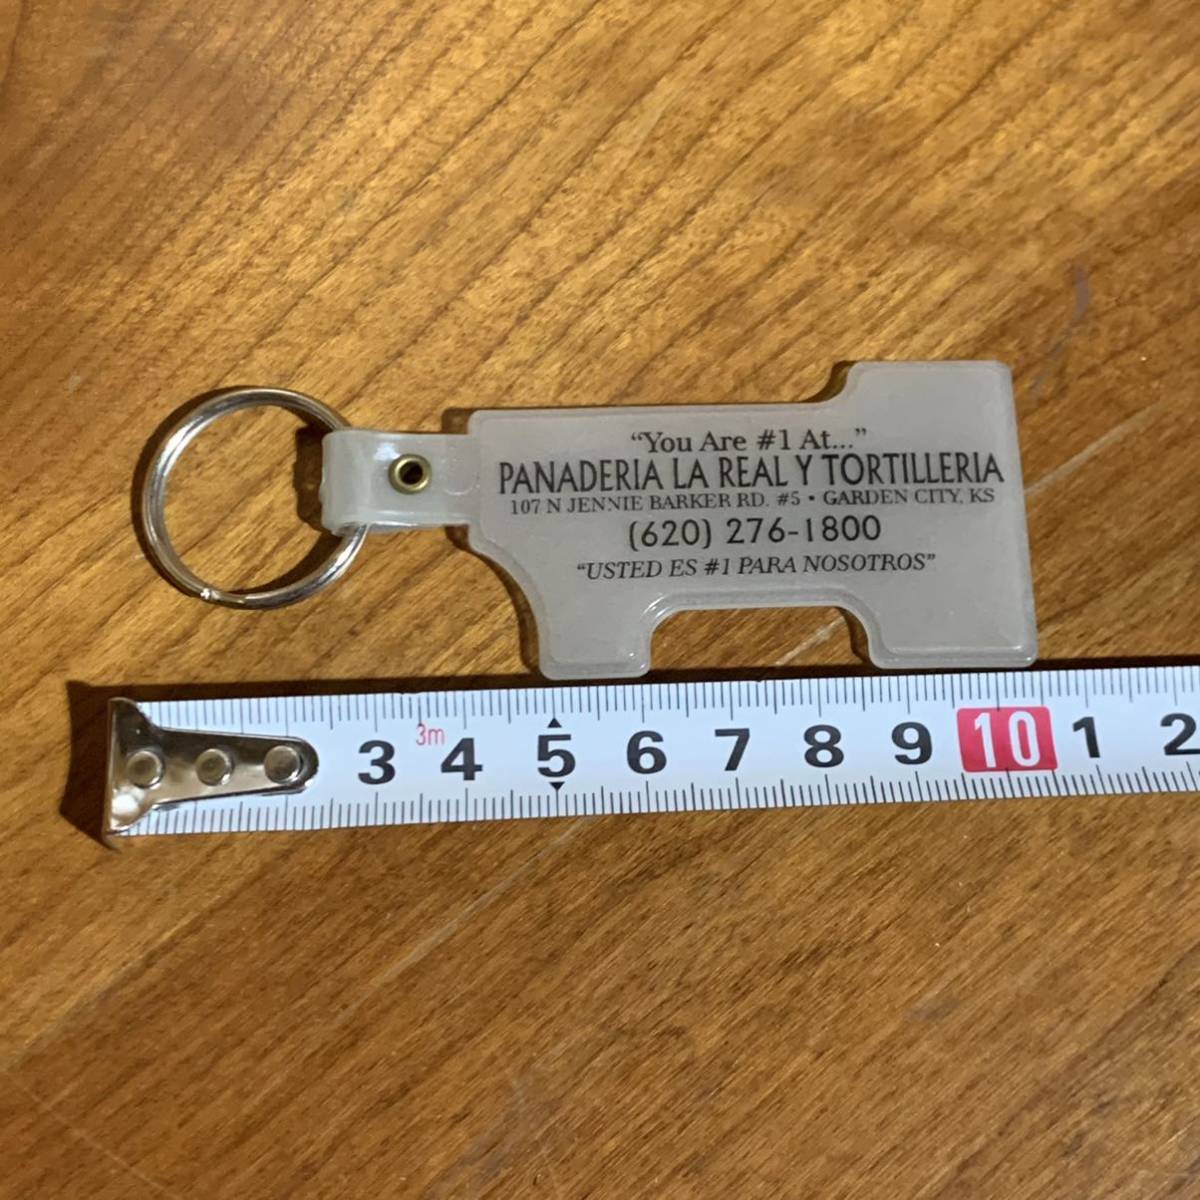 “You Are #1 At...”
PANADERIA LA REAL Y TORTILLERIA
107 N JENNIE BARKER RD. #5 • GARDEN CITY, KS
(620) 276-1800
“USTED ES #1 PARA NOSOTROS”
3m
3 4 5 6 7 8 9 10 1 2